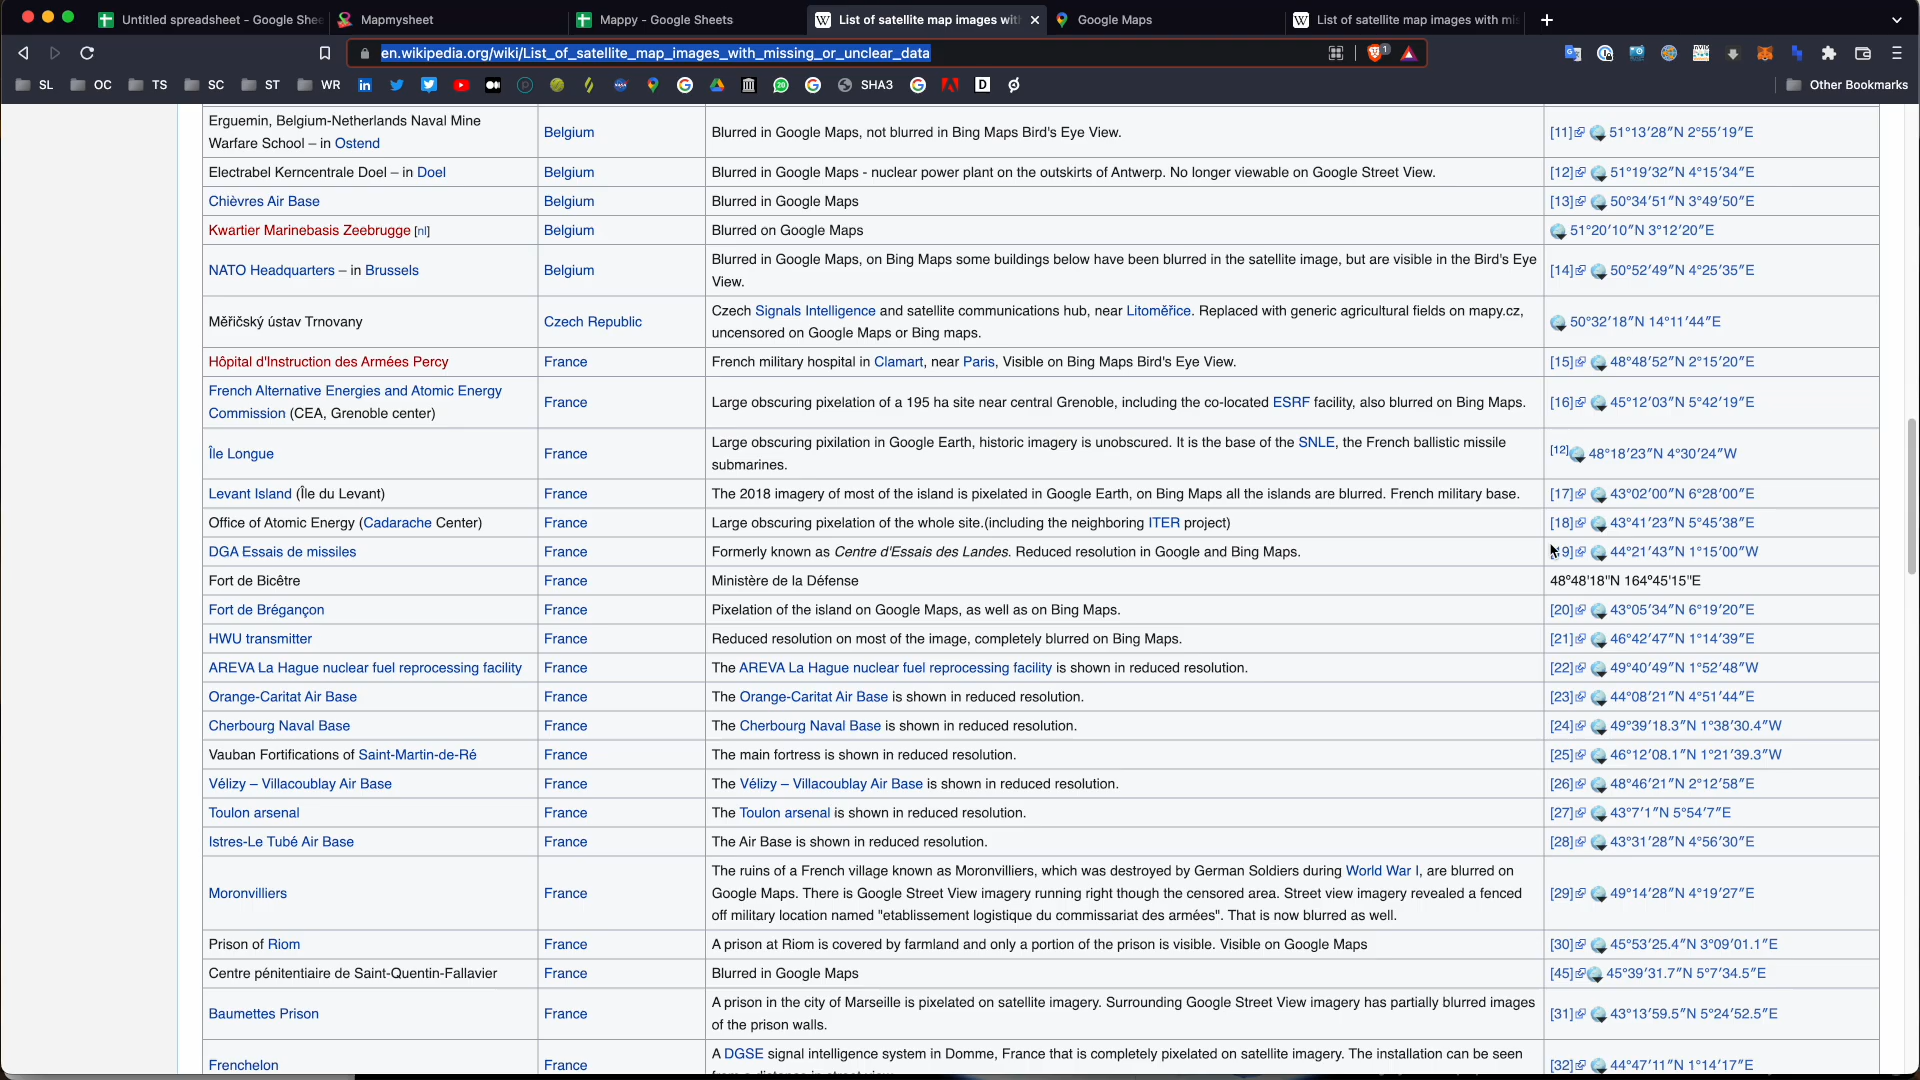 Untitled spreadsheet - Google Shee
Mapmysheet
Mappy - Google Sheets
List of satellite map images with
Google Maps
List of satellite map images with mi
en.wikipedia.org/wiki/List_of_satellite_map_images_with_missing_or_unclear_data
SL OC TS SC ST WR SHA3 Other Bookmarks
Erguemin, Belgium-Netherlands Naval Mine
Warfare School – in Ostend
Belgium
Blurred in Google Maps, not blurred in Bing Maps Bird's Eye View.
[11] 51°13′28″N 2°55′19″E
Electrabel Kerncentrale Doel – in Doel
Belgium
Blurred in Google Maps - nuclear power plant on the outskirts of Antwerp. No longer viewable on Google Street View.
[12] 51°19′32″N 4°15′34″E
Chièvres Air Base
Belgium
Blurred in Google Maps
[13] 50°34′51″N 3°49′50″E
Kwartier Marinebasis Zeebrugge [nl]
Belgium
Blurred on Google Maps
51°20′10″N 3°12′20″E
NATO Headquarters – in Brussels
Belgium
Blurred in Google Maps, on Bing Maps some buildings below have been blurred in the satellite image, but are visible in the Bird's Eye
View.
[14] 50°52′49″N 4°25′35″E
Měřičský ústav Trnovany
Czech Republic
Czech Signals Intelligence and satellite communications hub, near Litoměřice. Replaced with generic agricultural fields on mapy.cz,
uncensored on Google Maps or Bing maps.
50°32′18″N 14°11′44″E
Hôpital d'Instruction des Armées Percy
France
French military hospital in Clamart, near Paris, Visible on Bing Maps Bird's Eye View.
[15] 48°48′52″N 2°15′20″E
French Alternative Energies and Atomic Energy
Commission (CEA, Grenoble center)
France
Large obscuring pixelation of a 195 ha site near central Grenoble, including the co-located ESRF facility, also blurred on Bing Maps.
[16] 45°12′03″N 5°42′19″E
Île Longue
France
Large obscuring pixilation in Google Earth, historic imagery is unobscured. It is the base of the SNLE, the French ballistic missile
submarines.
[12] 48°18′23″N 4°30′24″W
Levant Island (Île du Levant)
France
The 2018 imagery of most of the island is pixelated in Google Earth, on Bing Maps all the islands are blurred. French military base.
[17] 43°02′00″N 6°28′00″E
Office of Atomic Energy (Cadarache Center)
France
Large obscuring pixelation of the whole site.(including the neighboring ITER project)
[18] 43°41′23″N 5°45′38″E
DGA Essais de missiles
France
Formerly known as Centre d'Essais des Landes. Reduced resolution in Google and Bing Maps.
9] 44°21′43″N 1°15′00″W
Fort de Bicêtre
France
Ministère de la Défense
48º48'18"N 164º45'15"E
Fort de Brégançon
France
Pixelation of the island on Google Maps, as well as on Bing Maps.
[20] 43°05′34″N 6°19′20″E
HWU transmitter
France
Reduced resolution on most of the image, completely blurred on Bing Maps.
[21] 46°42′47″N 1°14′39″E
AREVA La Hague nuclear fuel reprocessing facility
France
The AREVA La Hague nuclear fuel reprocessing facility is shown in reduced resolution.
[22] 49°40′49″N 1°52′48″W
Orange-Caritat Air Base
France
The Orange-Caritat Air Base is shown in reduced resolution.
[23] 44°08′21″N 4°51′44″E
Cherbourg Naval Base
France
The Cherbourg Naval Base is shown in reduced resolution.
[24] 49°39′18.3″N 1°38′30.4″W
Vauban Fortifications of Saint-Martin-de-Ré
France
The main fortress is shown in reduced resolution.
[25] 46°12′08.1″N 1°21′39.3″W
Vélizy – Villacoublay Air Base
France
The Vélizy – Villacoublay Air Base is shown in reduced resolution.
[26] 48°46′21″N 2°12′58″E
Toulon arsenal
France
The Toulon arsenal is shown in reduced resolution.
[27] 43°7′1″N 5°54′7″E
Istres-Le Tubé Air Base
France
The Air Base is shown in reduced resolution.
[28] 43°31′28″N 4°56′30″E
Moronvilliers
France
The ruins of a French village known as Moronvilliers, which was destroyed by German Soldiers during World War I, are blurred on
Google Maps. There is Google Street View imagery running right though the censored area. Street view imagery revealed a fenced
off military location named "etablissement logistique du commissariat des armées". That is now blurred as well.
[29] 49°14′28″N 4°19′27″E
Prison of Riom
France
A prison at Riom is covered by farmland and only a portion of the prison is visible. Visible on Google Maps
[30] 45°53′25.4″N 3°09′01.1″E
Centre pénitentiaire de Saint-Quentin-Fallavier
France
Blurred in Google Maps
[45] 45°39′31.7″N 5°7′34.5″E
Baumettes Prison
France
A prison in the city of Marseille is pixelated on satellite imagery. Surrounding Google Street View imagery has partially blurred images
of the prison walls.
[31] 43°13′59.5″N 5°24′52.5″E
Frenchelon
France
A DGSE signal intelligence system in Domme, France that is completely pixelated on satellite imagery. The installation can be seen
[32] 44°47′11″N 1°14′17″E